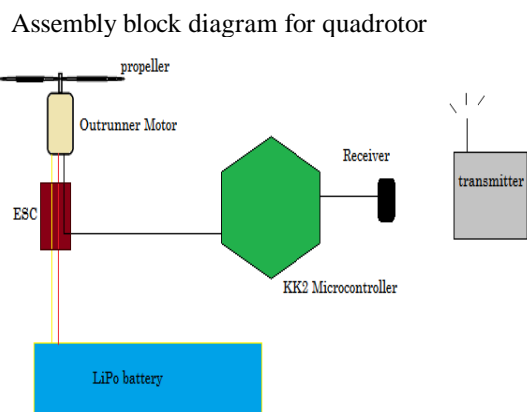 Assembly block diagram for quadrotor
propeller
Outrunner Motor
Receiver
transmitter
ESC
KK2 Microcontroller
LiPo battery